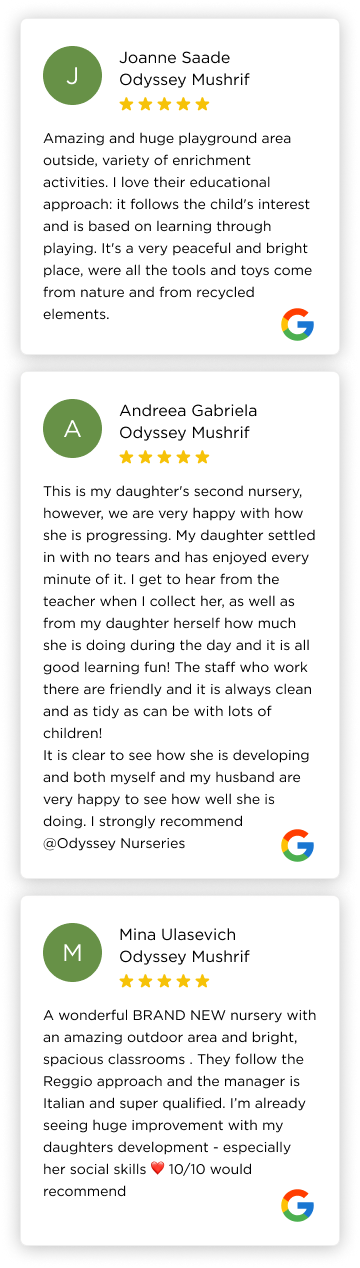 J
Joanne Saade
Odyssey Mushrif
Amazing and huge playground area
outside, variety of enrichment
activities. I love their educational
approach: it follows the child's interest
and is based on learning through
playing. It's a very peaceful and bright
place, were all the tools and toys come
from nature and from recycled
elements.
G
A
Andreea Gabriela
Odyssey Mushrif
This is my daughter's second nursery,
however, we are very happy with how
she is progressing. My daughter settled
in with no tears and has enjoyed every
minute of it. I get to hear from the
teacher when I collect her, as well as
from my daughter herself how much
she is doing during the day and it is all
good learning fun! The staff who work
there are friendly and it is always clean
and as tidy as can be with lots of
children!
It is clear to see how she is developing
and both myself and my husband are
very happy to see how well she is
doing. I strongly recommend
@Odyssey Nurseries
G
M
Mina Ulasevich
Odyssey Mushrif
A wonderful BRAND NEW nursery with
an amazing outdoor area and bright,
spacious classrooms . They follow the
Reggio approach and the manager is
Italian and super qualified. I’m already
seeing huge improvement with my
daughters development - especially
her social skills ❤️ 10/10 would
recommend
G